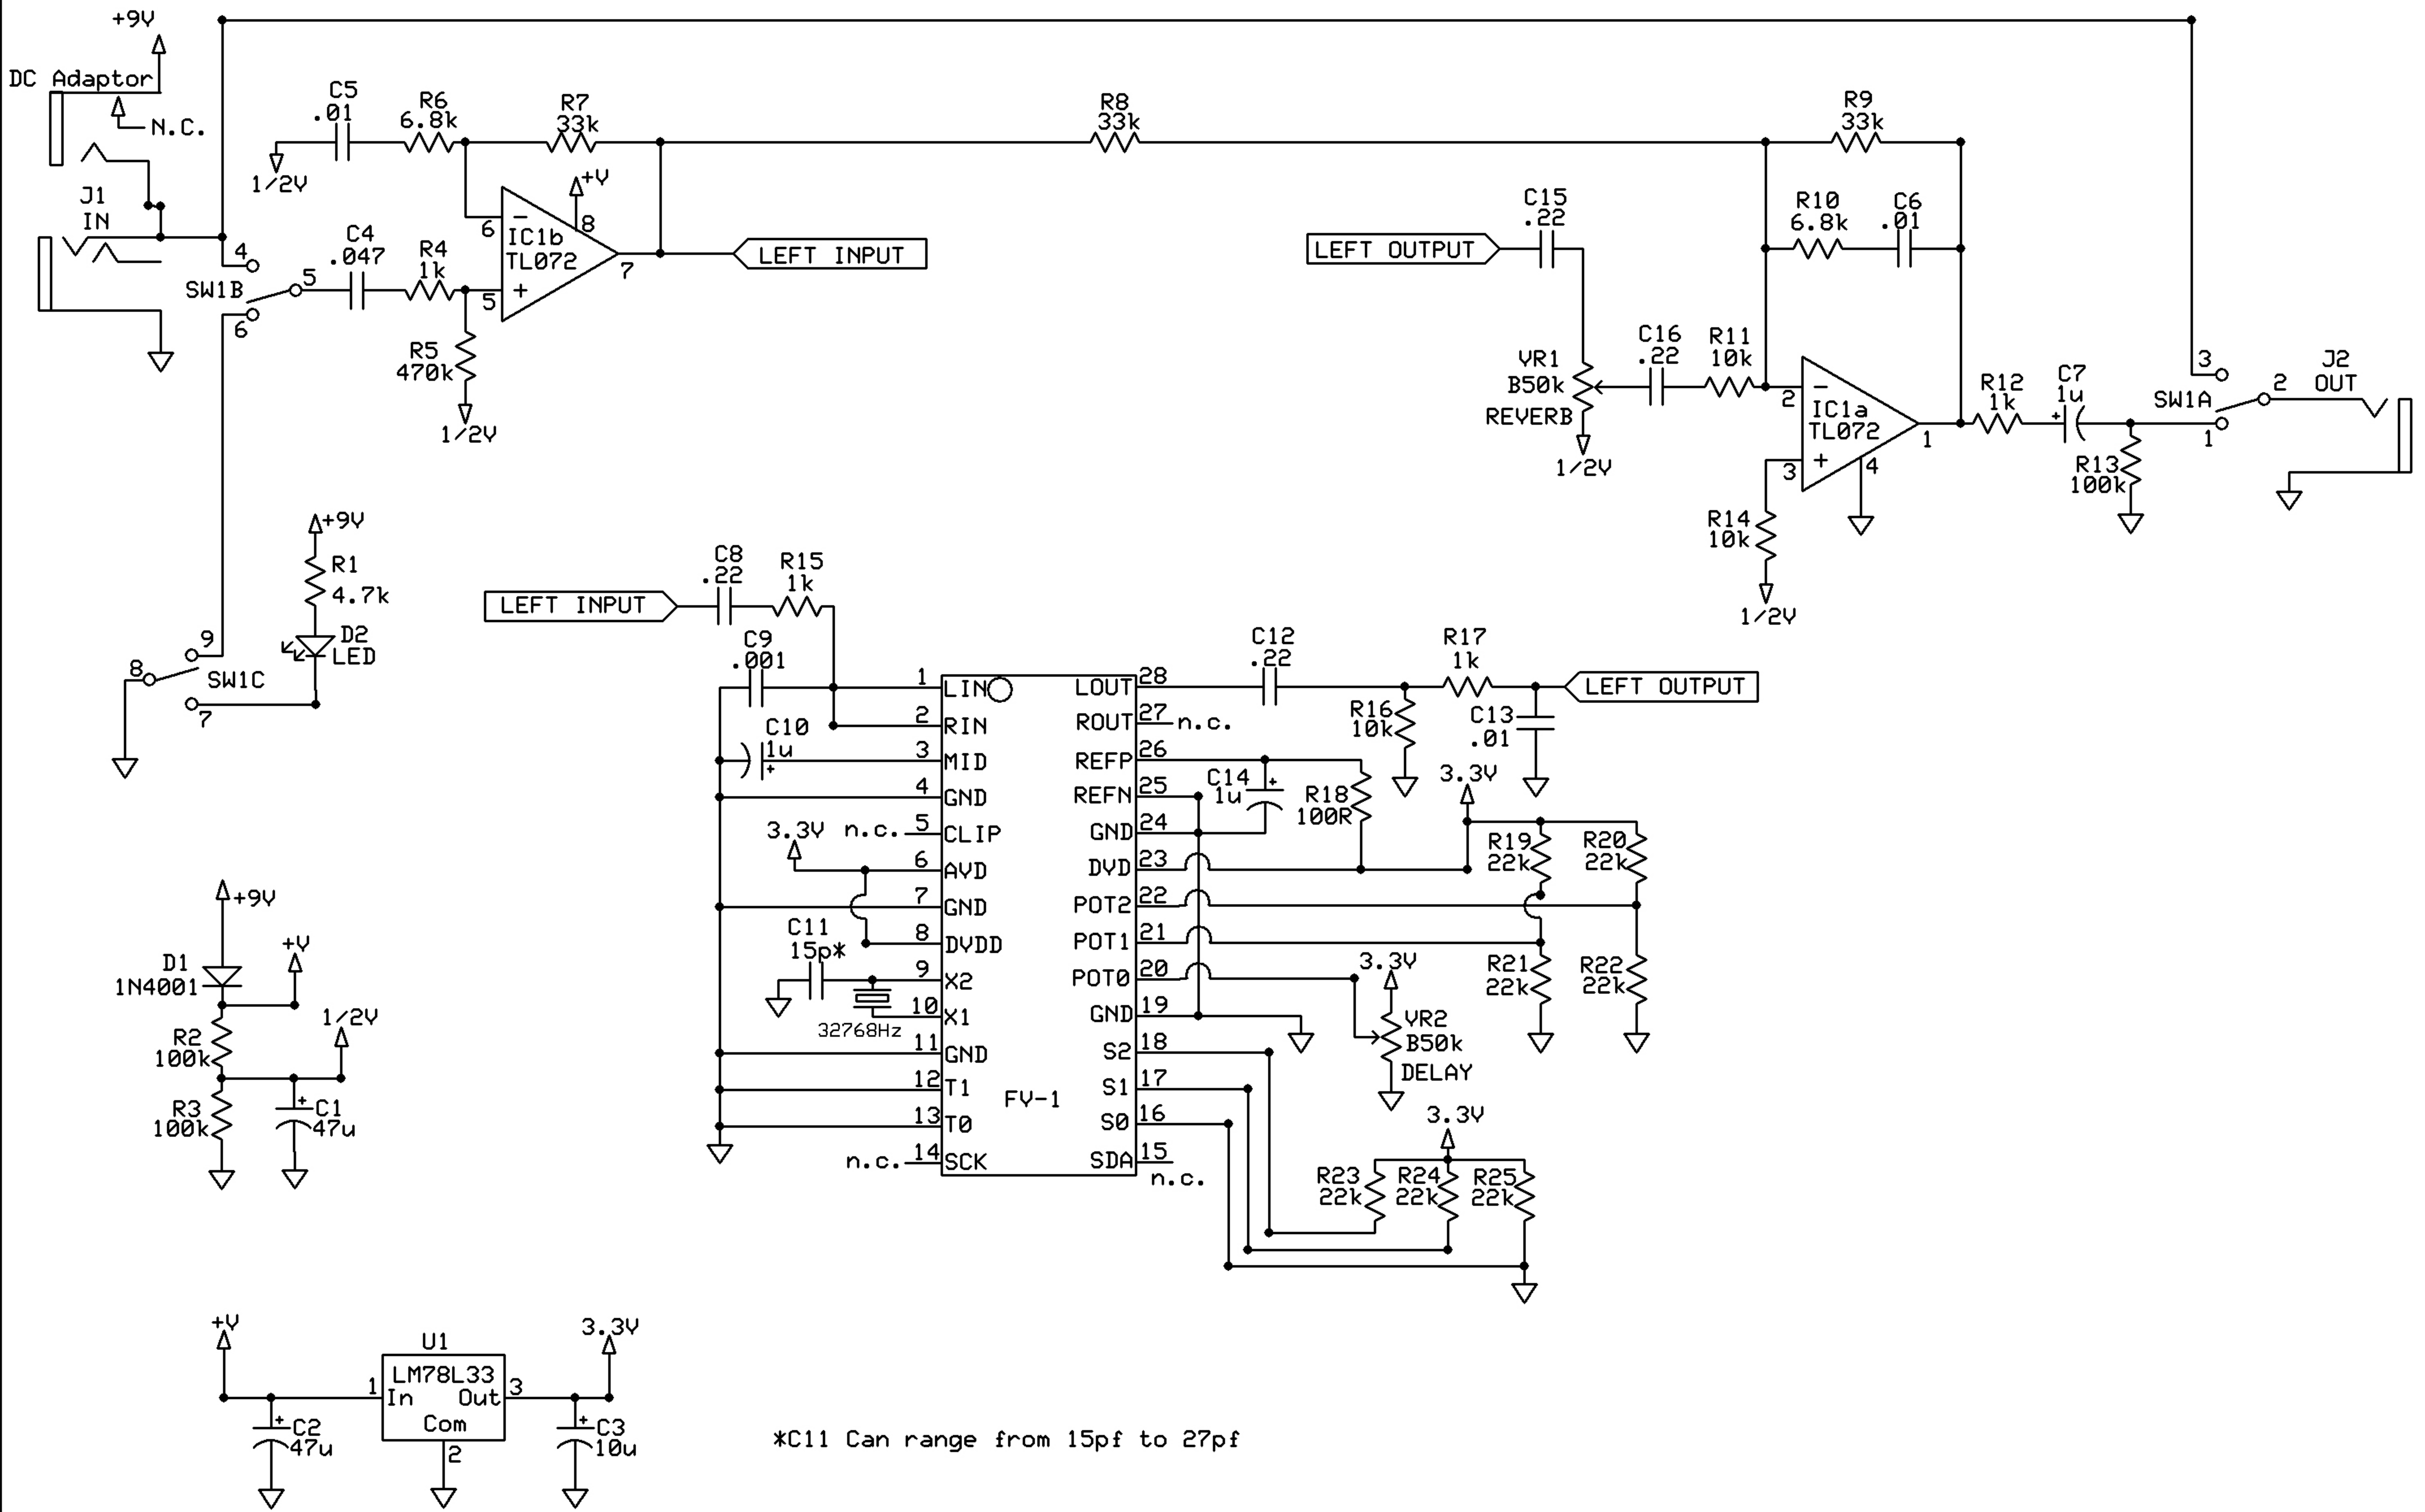 +9V
DC Adaptor
N.C.
J1
IN
C5
.01
R6
6.8k
R7
33k
1/2V
+V
6
−
8
IC1b
TL072
7
5
+
LEFT INPUT
4
SW1B
5
6
C4
.047
R4
1k
R5
470k
1/2V
R8
33k
R9
33k
R10
6.8k
C6
.01
C15
.22
LEFT OUTPUT
VR1
B50k
REVERB
1/2V
C16
.22
R11
10k
2
−
IC1a
TL072
1
3
+
4
R14
10k
1/2V
R12
1k
C7
1u
+
R13
100k
3
SW1A
1
2
J2
OUT
+9V
R1
4.7k
D2
LED
9
8
SW1C
7
LEFT INPUT
C8
.22
R15
1k
C9
.001
C10
1u
+
1
LIN
2
RIN
3
MID
4
GND
n.c.
5
CLIP
3.3V
6
AVD
7
GND
8
DVDD
C11
15p*
9
X2
10
X1
32768Hz
11
GND
12
T1
13
T0
n.c.
14
SCK
FV-1
LOUT
28
ROUT
27
n.c.
REFP
26
REFN
25
GND
24
DVD
23
POT2
22
POT1
21
POT0
20
GND
19
S2
18
S1
17
S0
16
SDA
15
n.c.
C12
.22
R17
1k
LEFT OUTPUT
R16
10k
C13
.01
C14
1u
+
R18
100R
3.3V
R19
22k
R20
22k
R21
22k
R22
22k
3.3V
VR2
B50k
DELAY
3.3V
R23
22k
R24
22k
R25
22k
+9V
D1
1N4001
+V
R2
100k
1/2V
R3
100k
+
C1
47u
+V
U1
LM78L33
1
In
Out
3
Com
2
3.3V
+
C2
47u
+
C3
10u
*C11 Can range from 15pf to 27pf